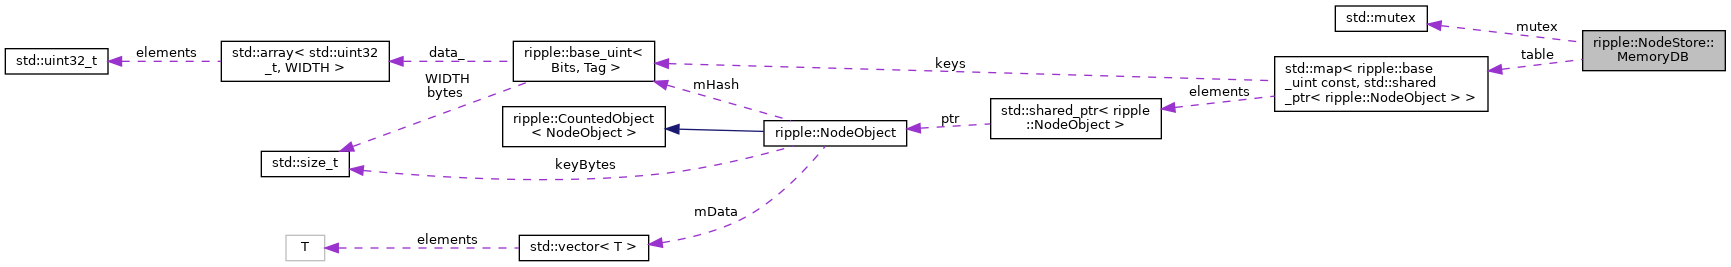 std::mutex
mutex
ripple::NodeStore::
MemoryDB
table
std::uint32_t
elements
std::array< std::uint32
_t, WIDTH >
data_
ripple::base_uint<
Bits, Tag >
keys
std::map< ripple::base
_uint const, std::shared
_ptr< ripple::NodeObject > >
WIDTH
bytes
mHash
elements
std::shared_ptr< ripple
::NodeObject >
ptr
ripple::CountedObject
< NodeObject >
ripple::NodeObject
std::size_t
keyBytes
mData
T
elements
std::vector< T >